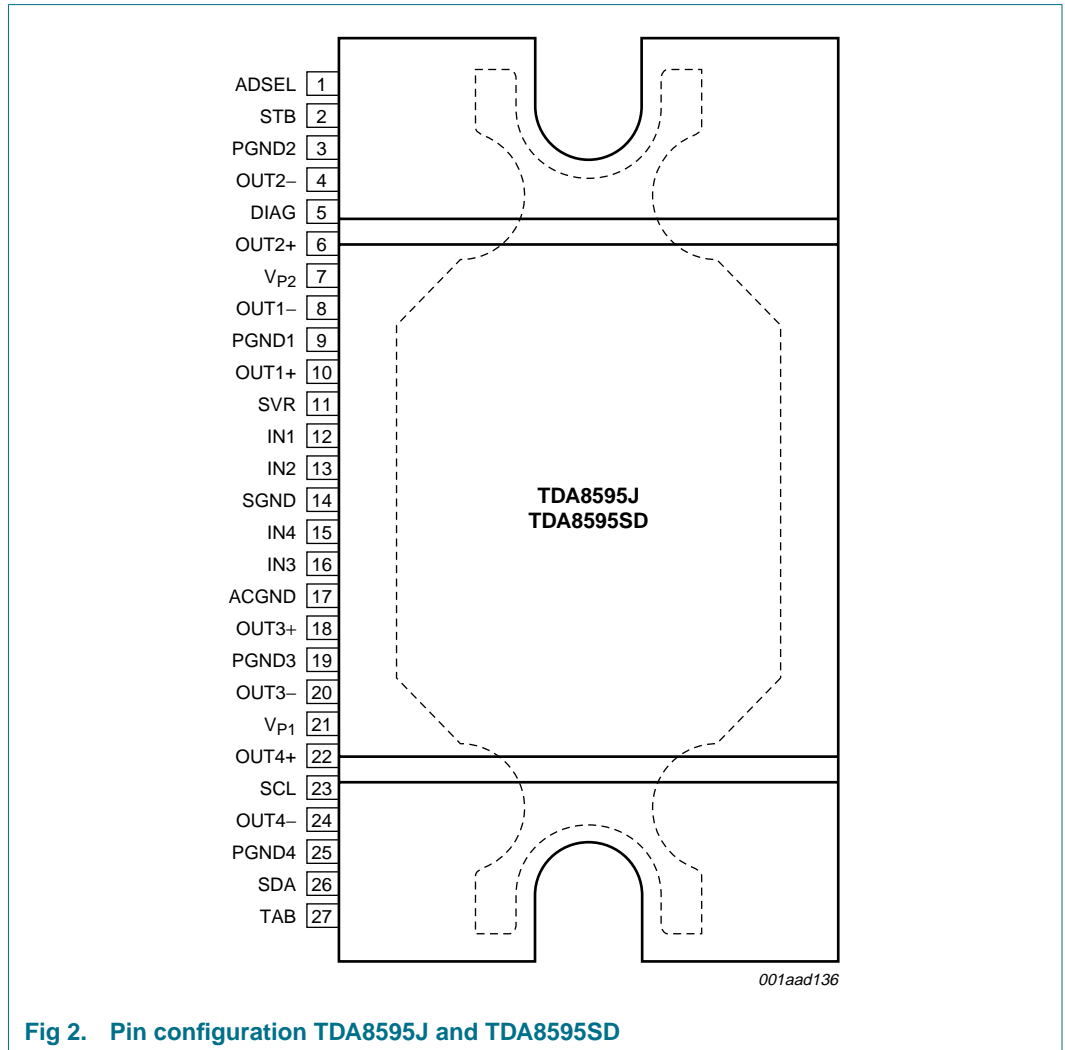 ADSEL 1
STB 2
PGND2 3
OUT2− 4
DIAG 5
OUT2+ 6
VP2 7
OUT1− 8
PGND1 9
OUT1+ 10
SVR 11
IN1 12
IN2 13
SGND 14
IN4 15
IN3 16
ACGND 17
OUT3+ 18
PGND3 19
OUT3− 20
VP1 21
OUT4+ 22
SCL 23
OUT4− 24
PGND4 25
SDA 26
TAB 27
TDA8595J
TDA8595SD
001aad136
Fig 2. Pin configuration TDA8595J and TDA8595SD